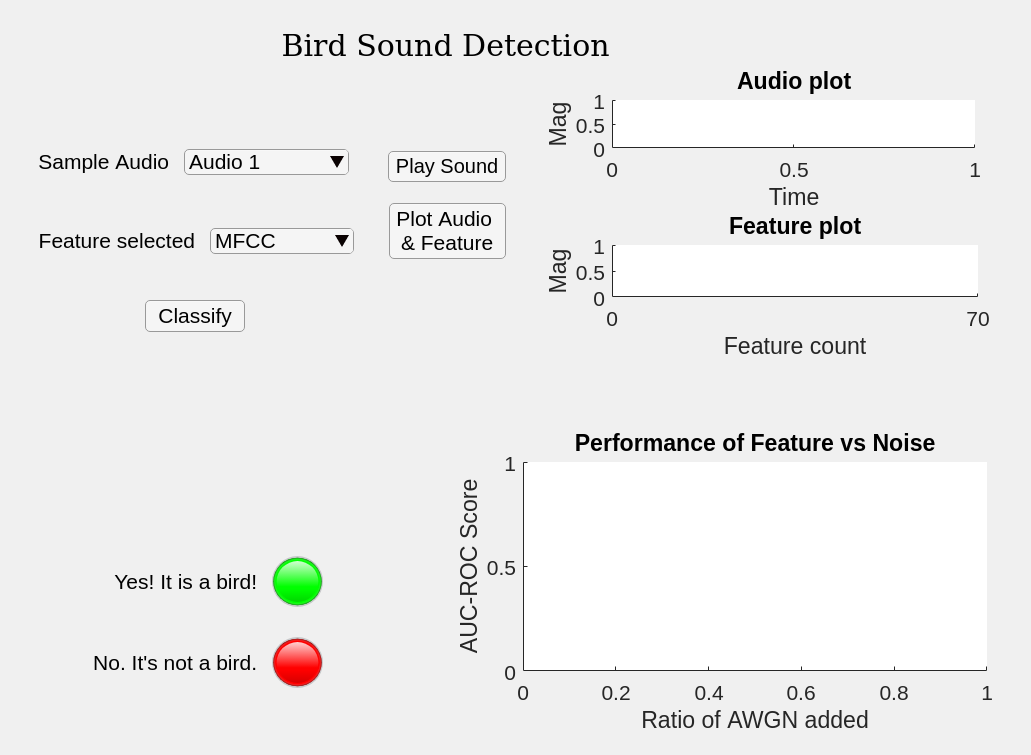 Bird Sound Detection
Sample Audio
Audio 1
Play Sound
Feature selected
MFCC
Plot Audio
& Feature
Classify
Audio plot
Mag
1
0.5
0
0 0.5 1
Time
Feature plot
Mag
1
0.5
0
0 70
Feature count
Performance of Feature vs Noise
AUC-ROC Score
1
0.5
0
0 0.2 0.4 0.6 0.8 1
Ratio of AWGN added
Yes! It is a bird!
No. It's not a bird.